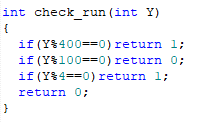 int check_run(int Y)
{
if(Y%400==0)return 1;
if(Y%100==0)return 0;
if(Y%4==0)return 1;
return 0;
}